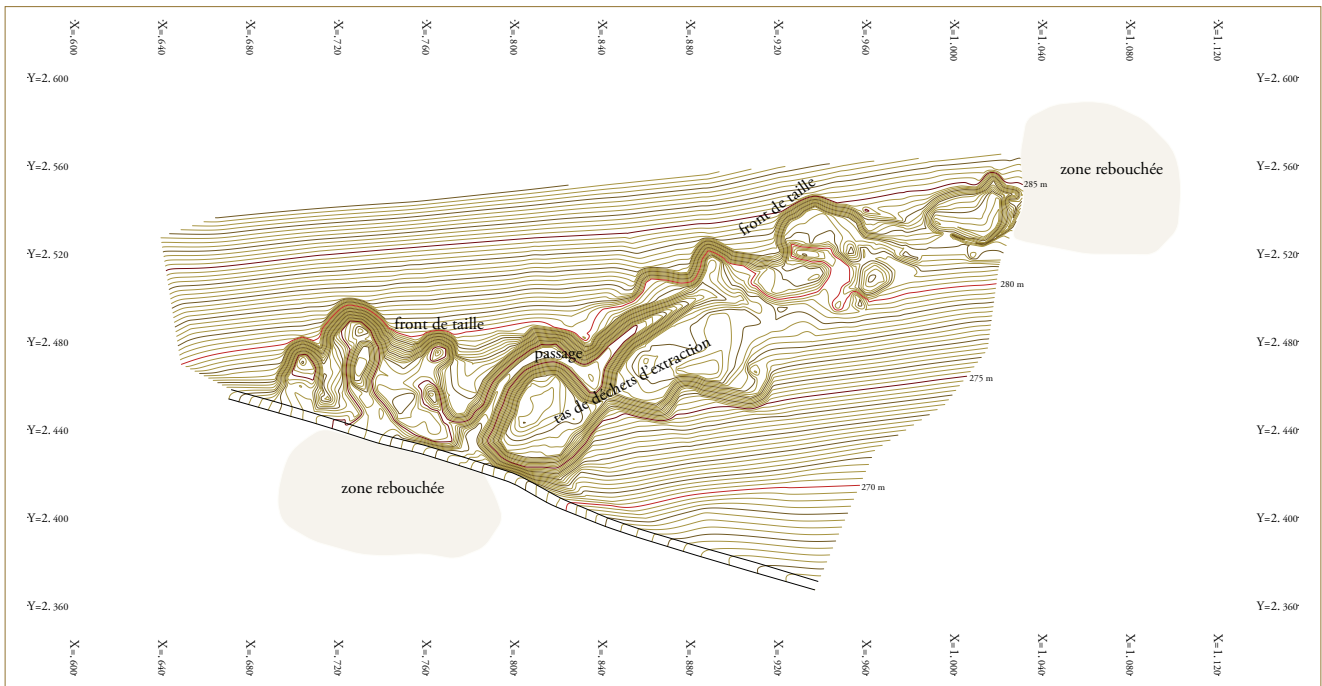 X=.600 X=.640 X=.680 X=.720 X=.760 X=.800 X=.840 X=.880 X=.920 X=.960 X=1.000 X=1.040 X=1.080 X=1.120
Y=2. 600 Y=2. 600
Y=2. 560 zone rebouchée Y=2. 560
285 m
front de taille
Y=2. 520 Y=2. 520
280 m
front de taille
Y=2. 480 passage Y=2. 480
tas de déchets d'extraction
275 m
Y=2. 440 Y=2. 440
zone rebouchée 270 m
Y=2. 400 Y=2. 400
Y=2. 360 Y=2. 360
X=.600 X=.640 X=.680 X=.720 X=.760 X=.800 X=.840 X=.880 X=.920 X=.960 X=1.000 X=1.040 X=1.080 X=1.120